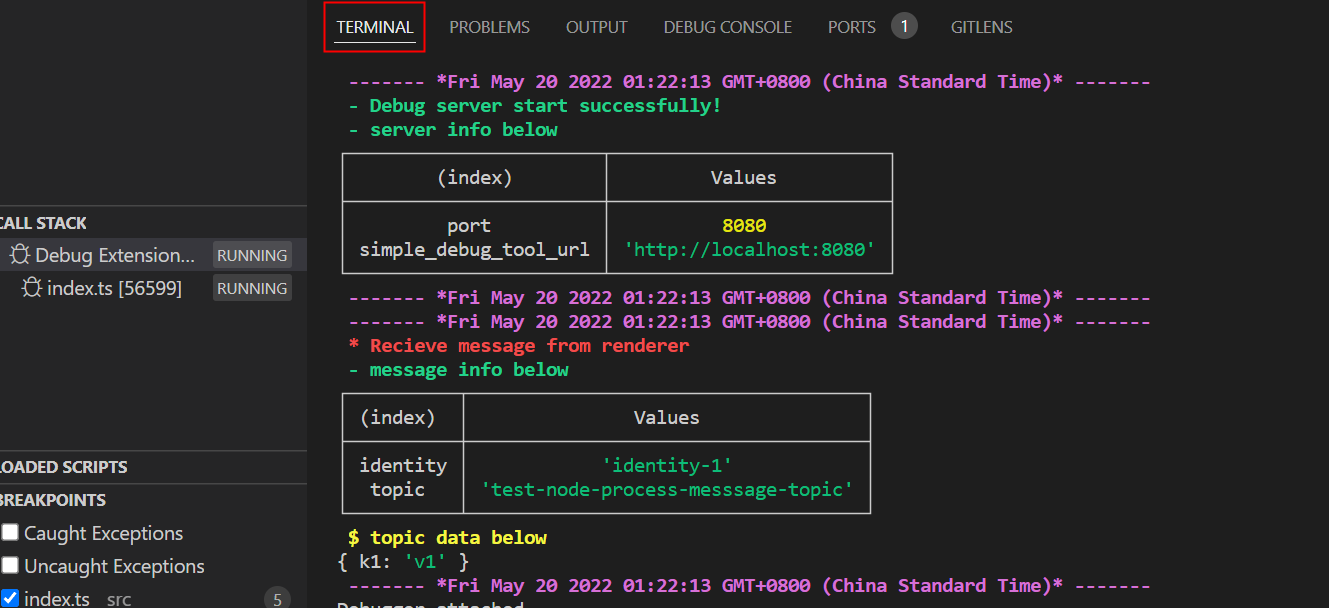 TERMINAL PROBLEMS OUTPUT DEBUG CONSOLE PORTS 1 GITLENS
------- *Fri May 20 2022 01:22:13 GMT+0800 (China Standard Time)* -------
- Debug server start successfully!
- server info below
(index) Values
port 8080
simple_debug_tool_url 'http://localhost:8080'
------- *Fri May 20 2022 01:22:13 GMT+0800 (China Standard Time)* -------
------- *Fri May 20 2022 01:22:13 GMT+0800 (China Standard Time)* -------
* Recieve message from renderer
- message info below
(index) Values
identity 'identity-1'
topic 'test-node-process-messsage-topic'
$ topic data below
{ k1: 'v1' }
------- *Fri May 20 2022 01:22:13 GMT+0800 (China Standard Time)* -------
Debugger attached
CALL STACK
Debug Extension... RUNNING
index.ts [56599] RUNNING
LOADED SCRIPTS
BREAKPOINTS
Caught Exceptions
Uncaught Exceptions
index.ts src 5